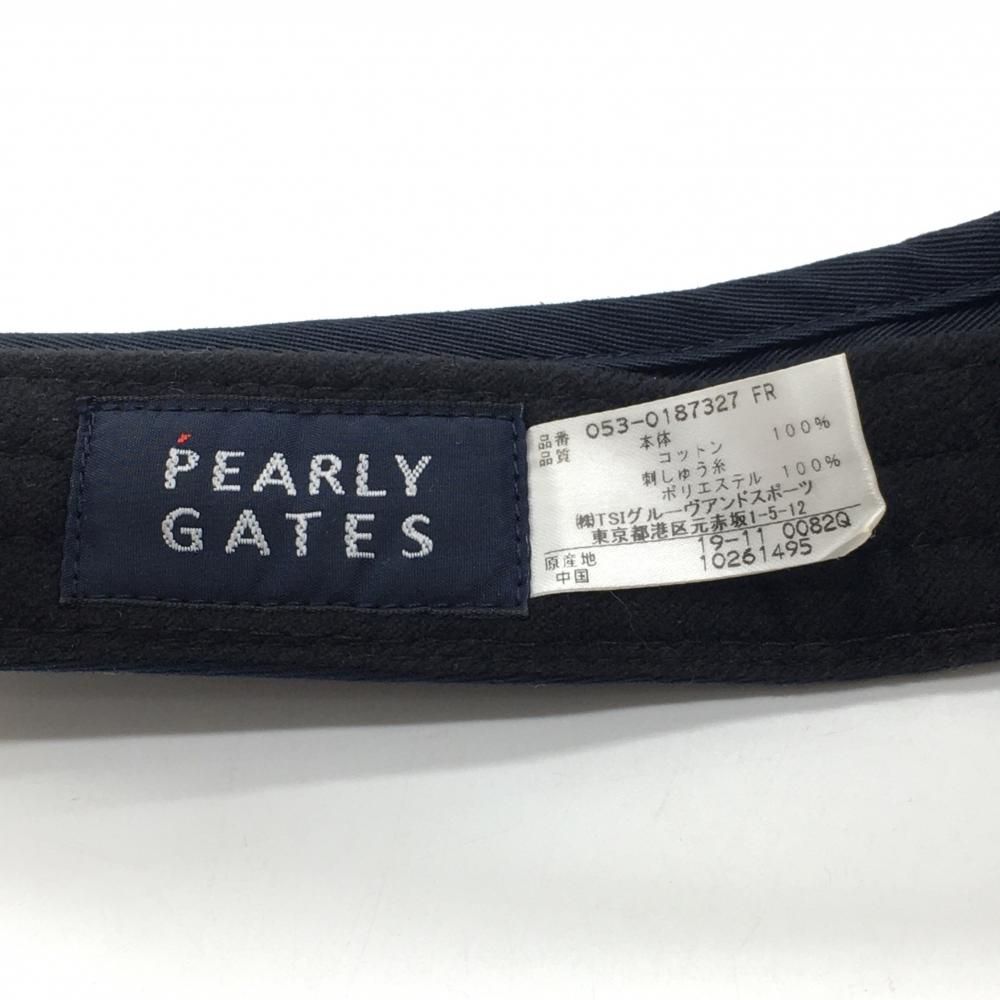 PEARLY
GATES
品番 053-0187327 FR
品質 本体
コットン 100%
刺しゅう糸
ポリエステル 100%
㈱TSIグルーヴアンドスポーツ
東京都港区元赤坂1-5-12
19-11 0082Q
原産地 10261495
中国